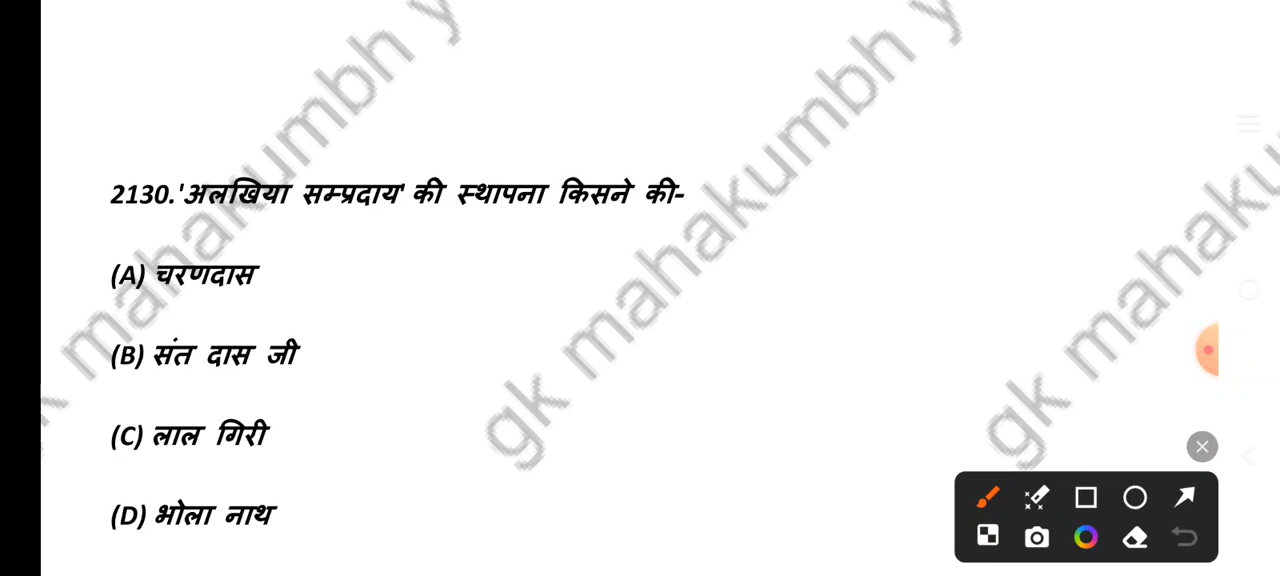 2130.'अलखिया सम्प्रदाय' की स्थापना किसने की-
(A) चरणदास
(B) संत दास जी
(C) लाल गिरी
(D) भोला नाथ
gk mahakumbh y
gk mahakumbh y
gk mahaku